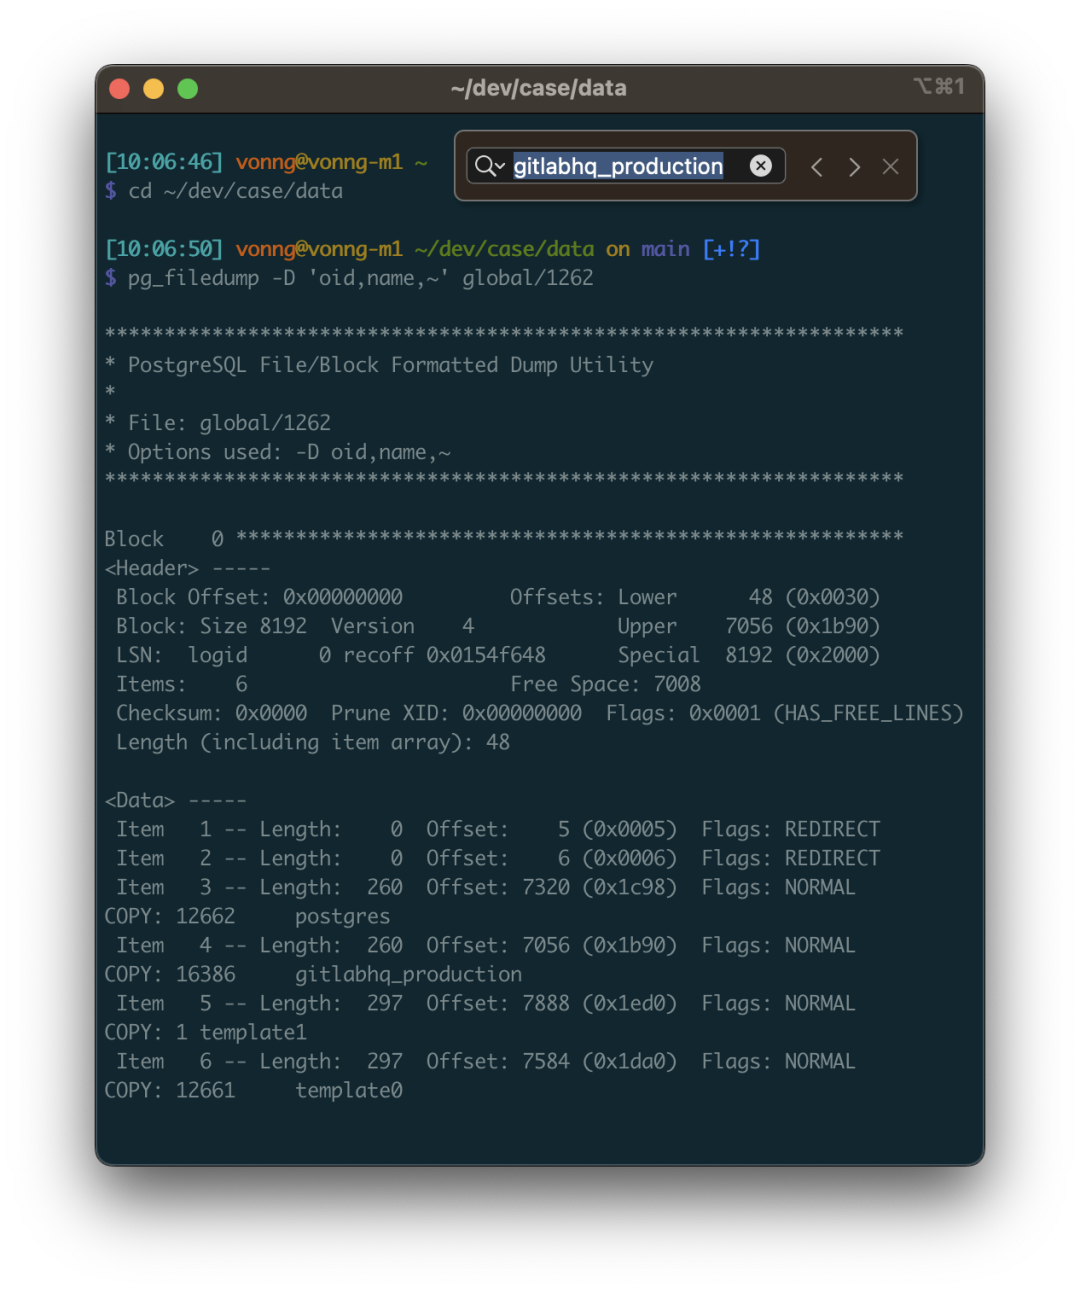 ~/dev/case/data
⌥⌘1
[10:06:46] vonng@vonng-m1 ~
gitlabhq_production
$ cd ~/dev/case/data
[10:06:50] vonng@vonng-m1 ~/dev/case/data on main [+!?]
$ pg_filedump -D 'oid,name,~' global/1262
*******************************************************************
* PostgreSQL File/Block Formatted Dump Utility
*
* File: global/1262
* Options used: -D oid,name,~
*******************************************************************
Block    0 ********************************************************
<Header> -----
 Block Offset: 0x00000000         Offsets: Lower      48 (0x0030)
 Block: Size 8192  Version    4            Upper    7056 (0x1b90)
 LSN:  logid      0 recoff 0x0154f648      Special  8192 (0x2000)
 Items:    6                      Free Space: 7008
 Checksum: 0x0000  Prune XID: 0x00000000  Flags: 0x0001 (HAS_FREE_LINES)
 Length (including item array): 48
<Data> -----
 Item   1 -- Length:    0  Offset:    5 (0x0005)  Flags: REDIRECT
 Item   2 -- Length:    0  Offset:    6 (0x0006)  Flags: REDIRECT
 Item   3 -- Length:  260  Offset: 7320 (0x1c98)  Flags: NORMAL
COPY: 12662     postgres
 Item   4 -- Length:  260  Offset: 7056 (0x1b90)  Flags: NORMAL
COPY: 16386     gitlabhq_production
 Item   5 -- Length:  297  Offset: 7888 (0x1ed0)  Flags: NORMAL
COPY: 1 template1
 Item   6 -- Length:  297  Offset: 7584 (0x1da0)  Flags: NORMAL
COPY: 12661     template0